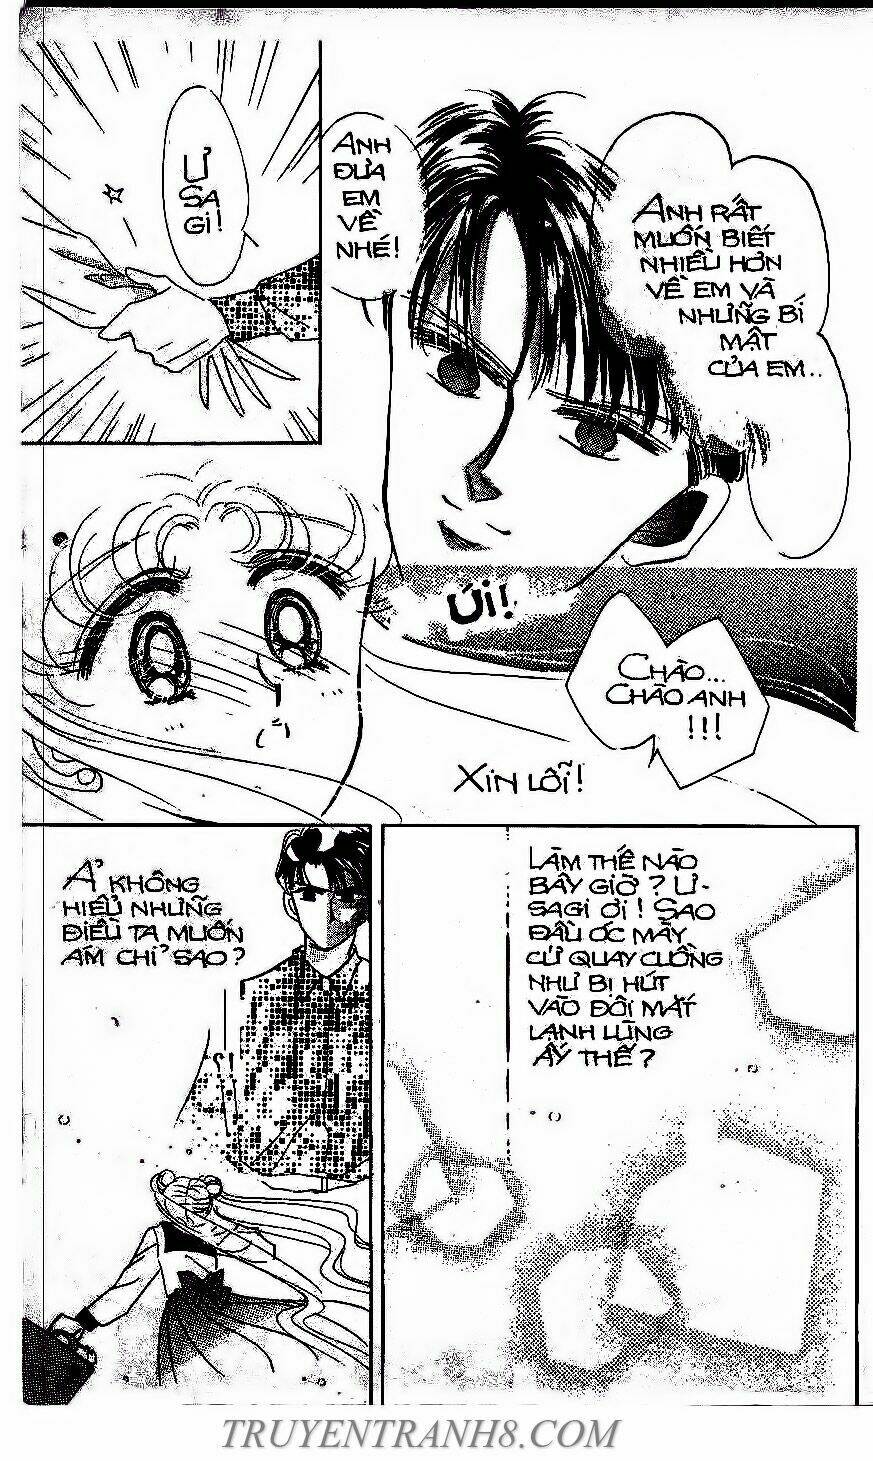 Ư
SA
GI!
ANH
ĐƯA
EM
VỀ
NHÉ!
ANH RẤT
MUỐN BIẾT
NHIỀU HƠN
VỀ EM VÀ
NHỮNG BÍ
MẬT
CỦA EM..
ÚI!
CHÀO...
CHÀO ANH
!!!
XIN LỖI!
Ả KHÔNG
HIỂU NHỮNG
ĐIỀU TA MUỐN
ÁM CHỈ SAO?
LÀM THẾ NÀO
BÂY GIỜ? Ư-
SAGI ƠI! SAO
ĐẦU ÓC MÀY
CỨ QUAY CUỒNG
NHƯ BỊ HÚT
VÀO ĐÔI MẮT
LẠNH LÙNG
ẤY THẾ?
TRUYENTRANH8.COM